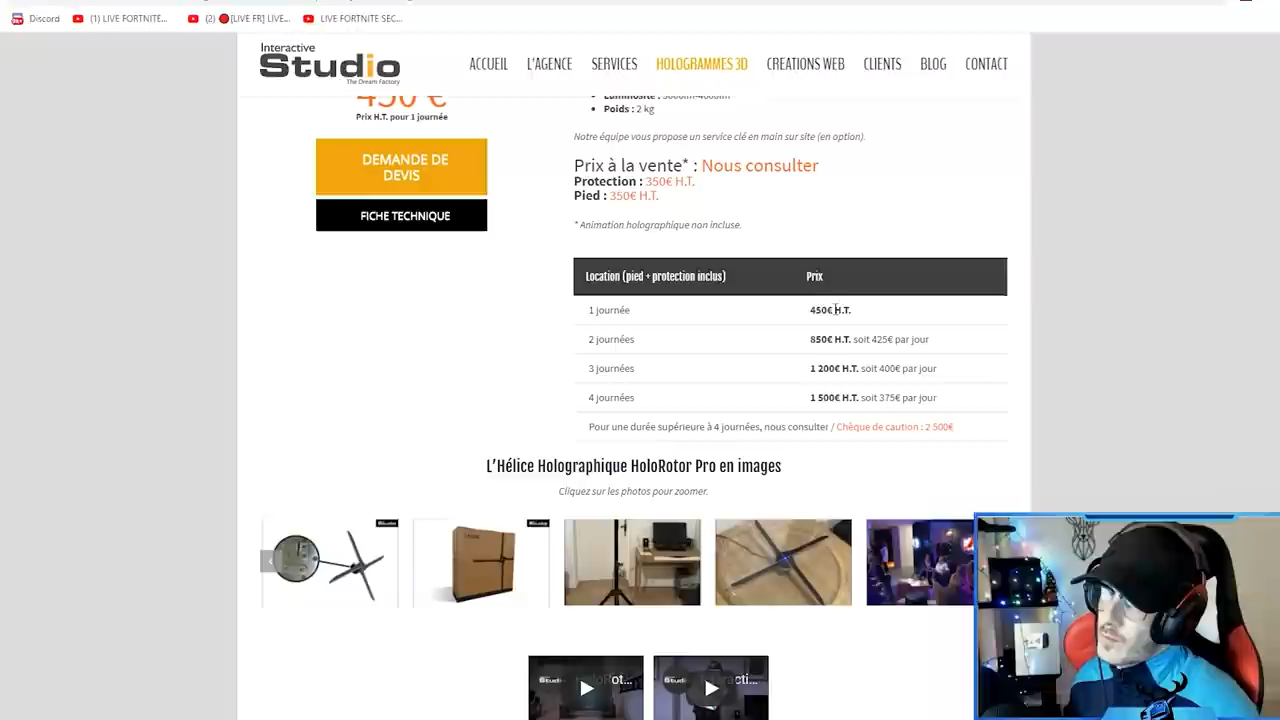 Discord
(1) LIVE FORTNITE...
(2) 🔴[LIVE FR] LIVE...
LIVE FORTNITE SEC...
Interactive
Studio
The Dream Factory
ACCUEIL
L'AGENCE
SERVICES
HOLOGRAMMES 3D
CREATIONS WEB
CLIENTS
BLOG
CONTACT
450 €
Prix H.T. pour 1 journée
DEMANDE DE
DEVIS
FICHE TECHNIQUE
Poids : 2 kg
Notre équipe vous propose un service clé en main sur site (en option).
Prix à la vente* : Nous consulter
Protection : 350€ H.T.
Pied : 350€ H.T.
* Animation holographique non incluse.
Location (pied + protection inclus) Prix
1 journée 450€ H.T.
2 journées 850€ H.T. soit 425€ par jour
3 journées 1 200€ H.T. soit 400€ par jour
4 journées 1 500€ H.T. soit 375€ par jour
Pour une durée supérieure à 4 journées, nous consulter / Chèque de caution : 2 500€
L'Hélice Holographique HoloRotor Pro en images
Cliquez sur les photos pour zoomer.